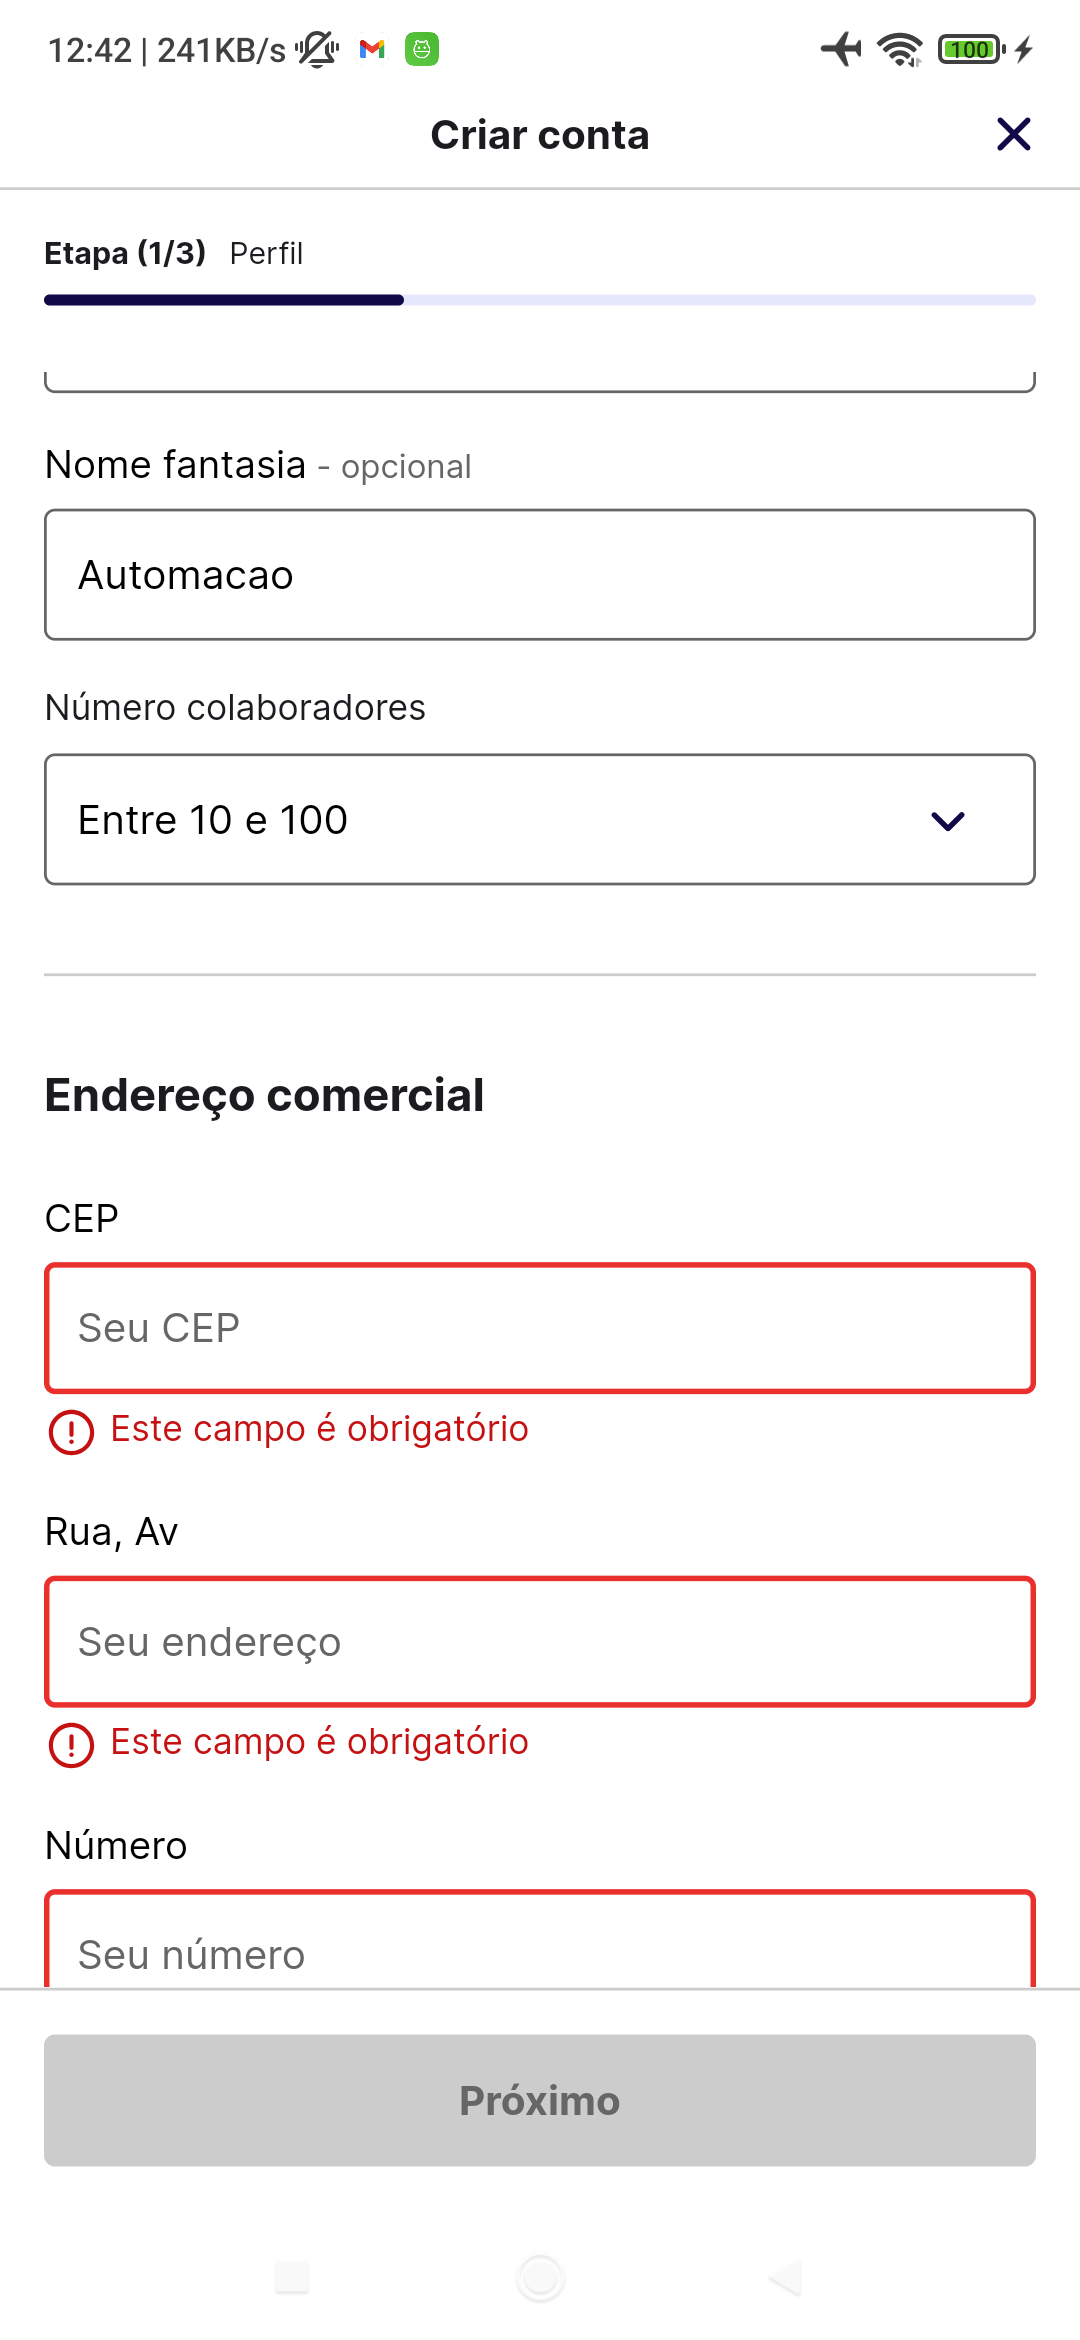 12:42 | 241KB/s
100
Criar conta
Etapa (1/3) Perfil
Nome fantasia - opcional
Automacao
Número colaboradores
Entre 10 e 100
Endereço comercial
CEP
Seu CEP
Este campo é obrigatório
Rua, Av
Seu endereço
Este campo é obrigatório
Número
Seu número
Próximo